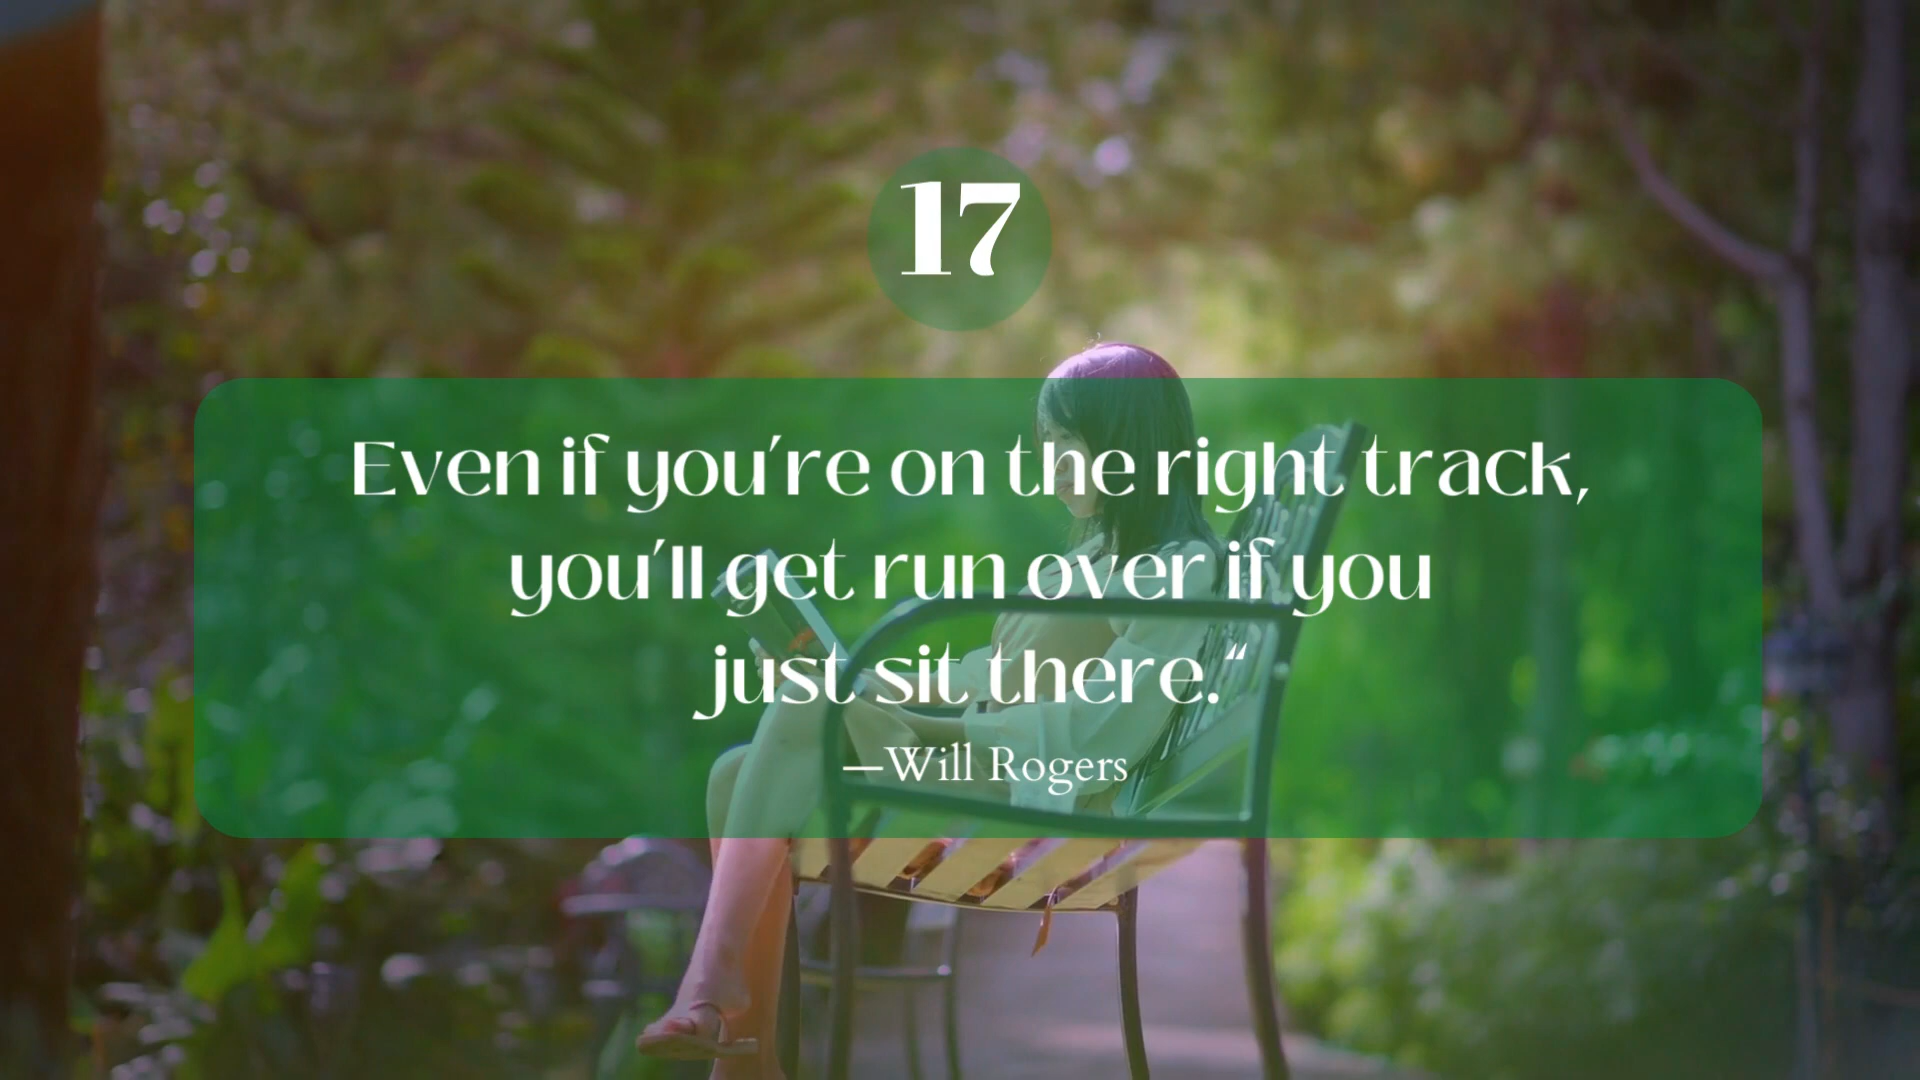 17
Even if you're on the right track,
you'll get run over if you
just sit there.“
—Will Rogers